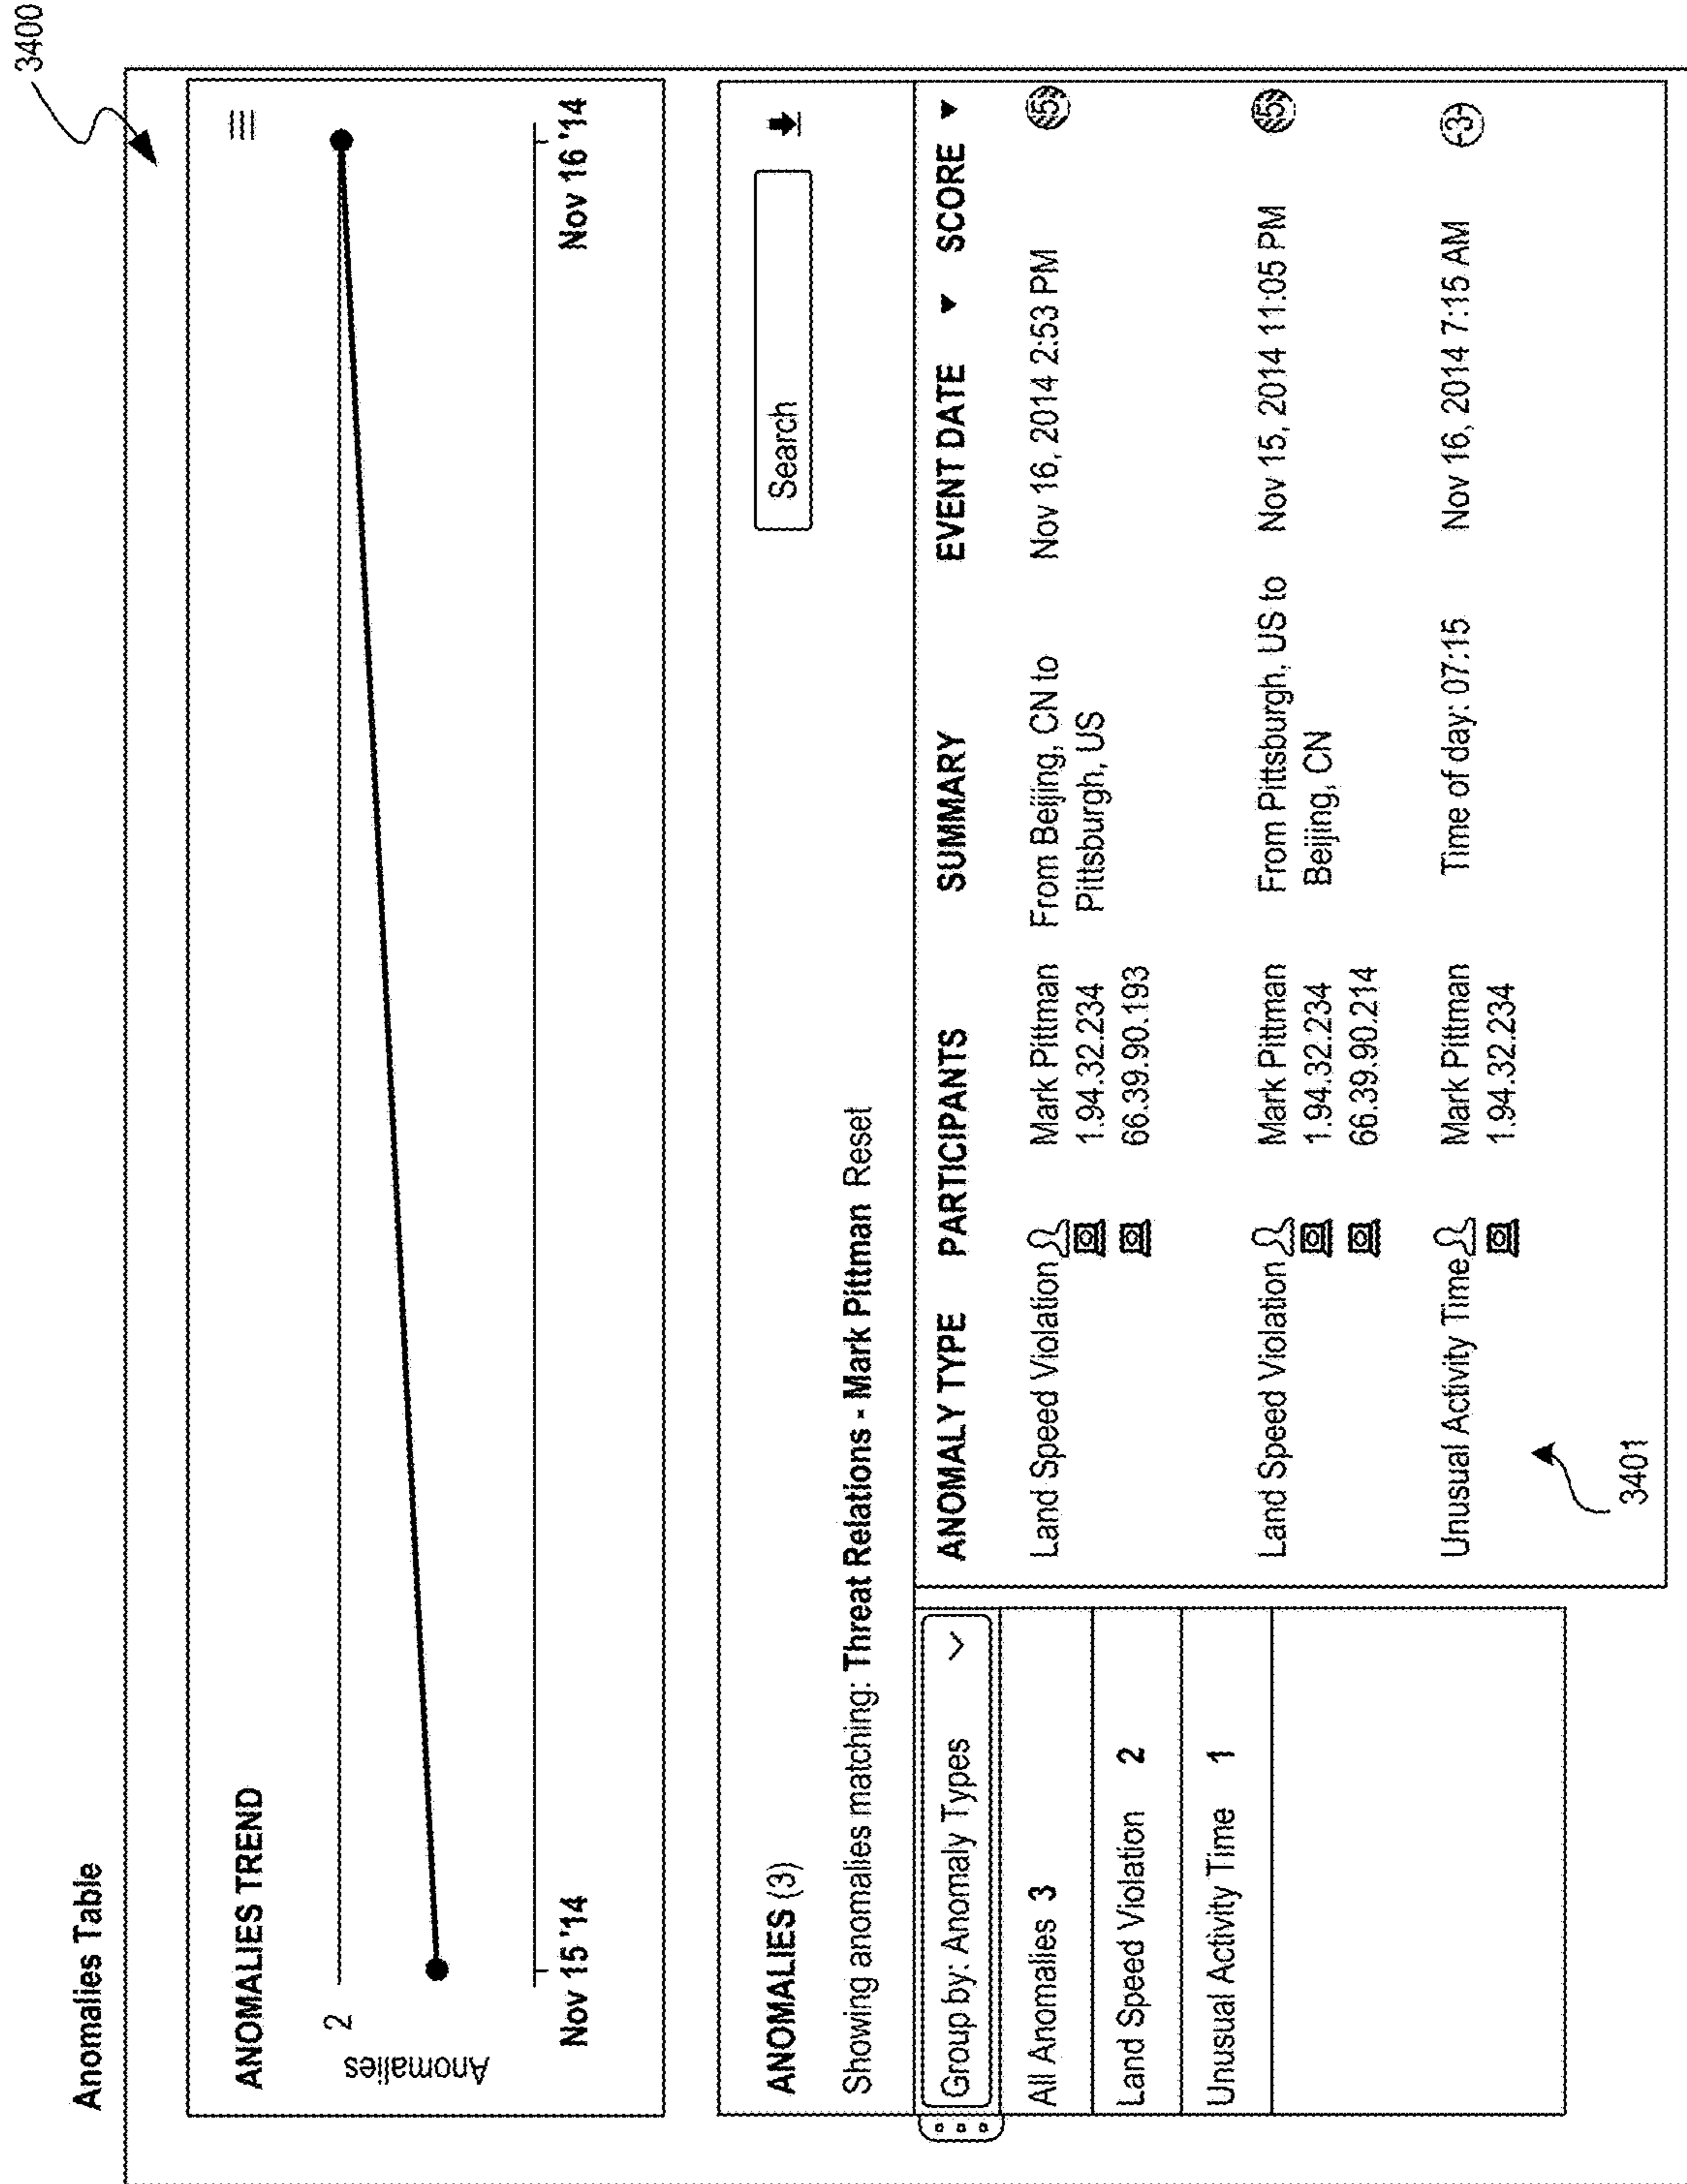 3400
Anomalies Table
ANOMALIES TREND
Anomalies
2
Nov 15 '14
Nov 16 '14
ANOMALIES (3)
Search
Showing anomalies matching: Threat Relations - Mark Pittman Reset
Group by: Anomaly Types
All Anomalies 3
Land Speed Violation 2
Unusual Activity Time 1
ANOMALY TYPE PARTICIPANTS SUMMARY EVENT DATE SCORE
Land Speed Violation Mark Pittman From Beijing, CN to Nov 16, 2014 2:53 PM 5
1.94.32.234 Pittsburgh, US
66.39.90.193
Land Speed Violation Mark Pittman From Pittsburgh, US to Nov 15, 2014 11:05 PM 5
1.94.32.234 Beijing, CN
66.39.90.214
Unusual Activity Time Mark Pittman Time of day: 07:15 Nov 16, 2014 7:15 AM 3
1.94.32.234
3401